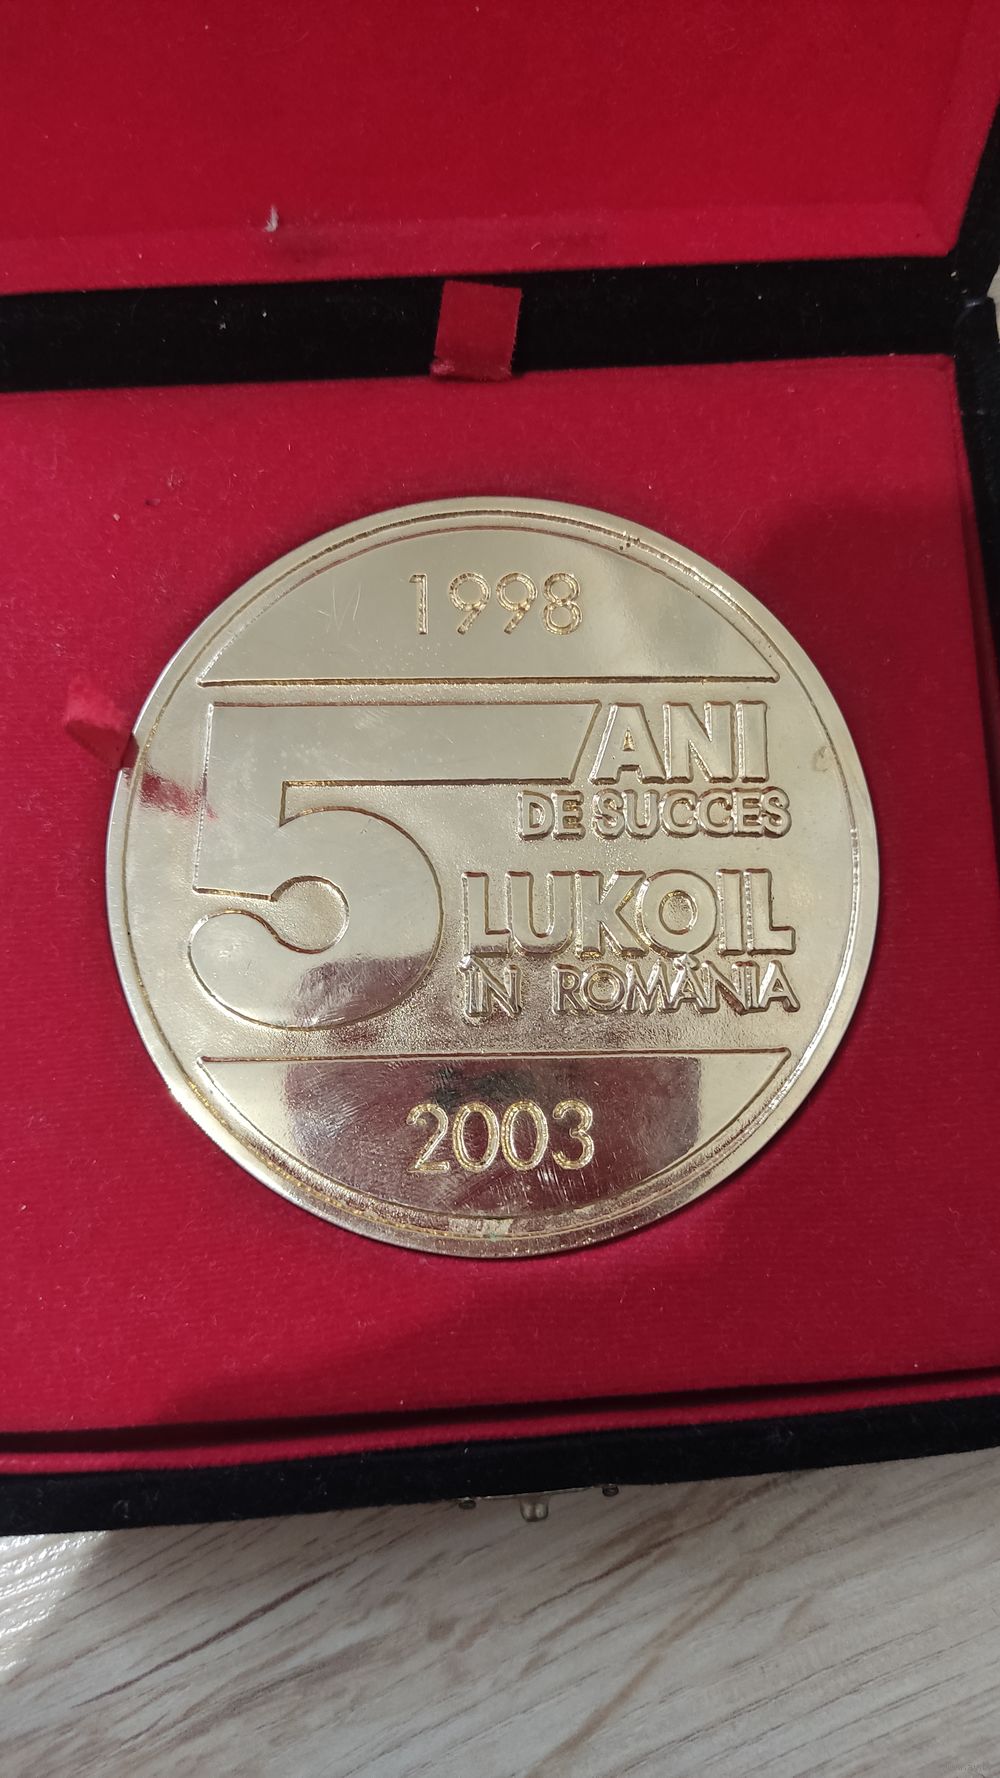 1998
5 ANI
DE SUCCES
LUKOIL
ÎN ROMÂNIA
2003